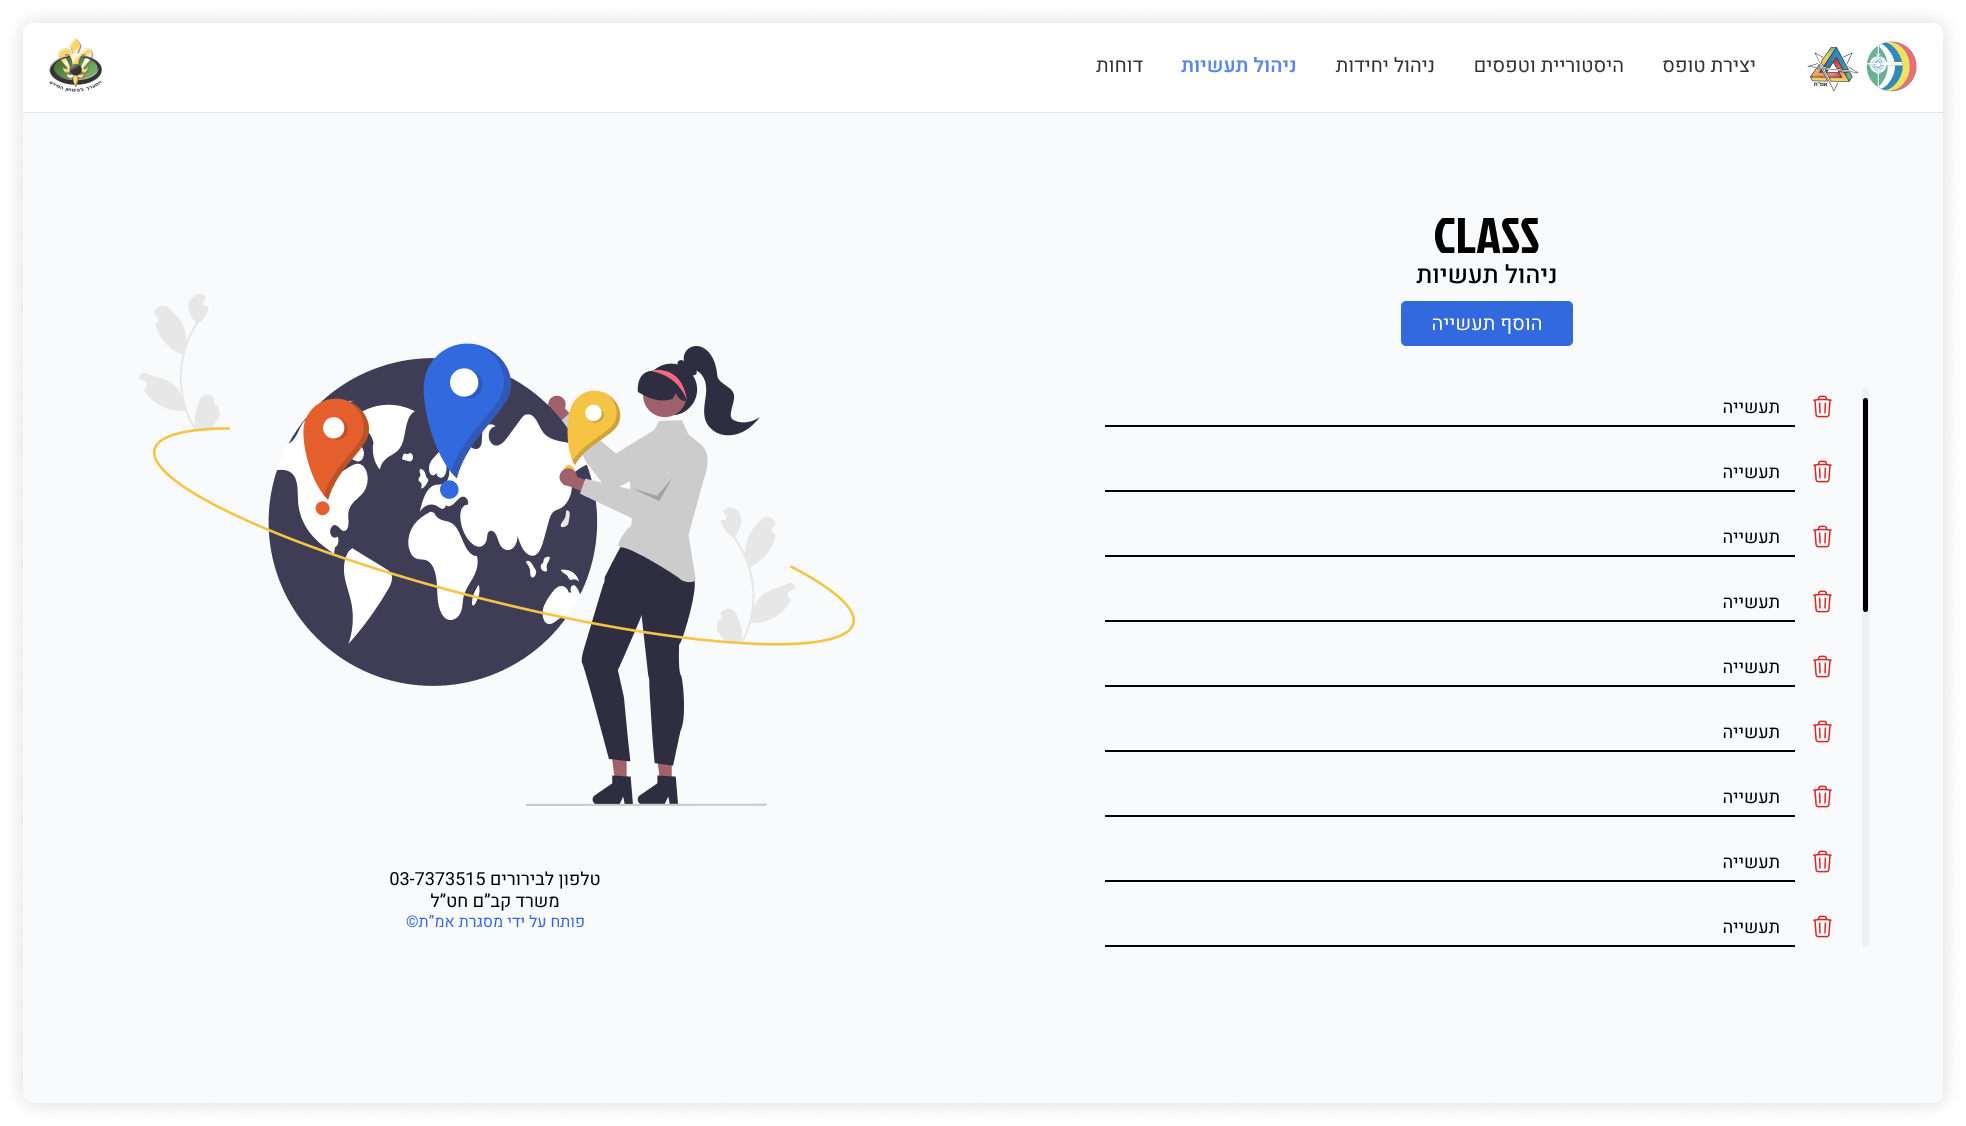 יצירת טופס
היסטוריית וטפסים
ניהול יחידות
ניהול תעשיות
דוחות
CLASS
ניהול תעשיות
הוסף תעשייה
תעשייה
תעשייה
תעשייה
תעשייה
תעשייה
תעשייה
תעשייה
תעשייה
תעשייה
טלפון לבירורים 03-7373515
משרד קב”ם חט”ל
פותח על ידי מסגרת אמ”ת©